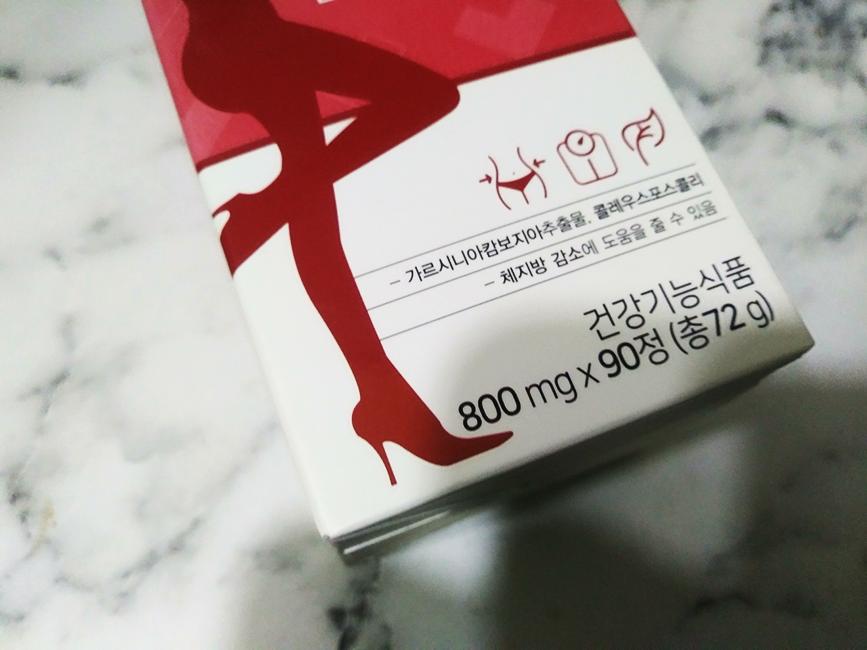 - 가르시니아캄보지아추출물, 콜레우스포스콜리
- 체지방 감소에 도움을 줄 수 있음
건강기능식품
800 mg x 90정 (총72 g)